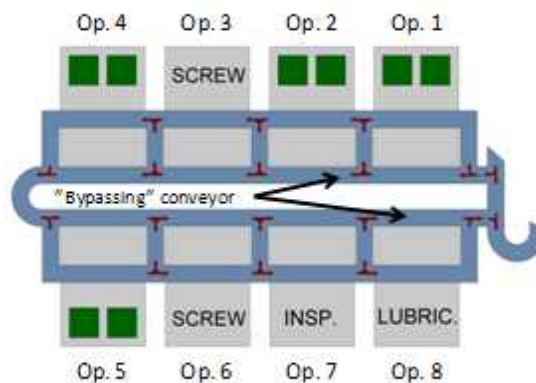 Op. 4 Op. 3 Op. 2 Op. 1
SCREW
"Bypassing" conveyor
SCREW INSP. LUBRIC.
Op. 5 Op. 6 Op. 7 Op. 8